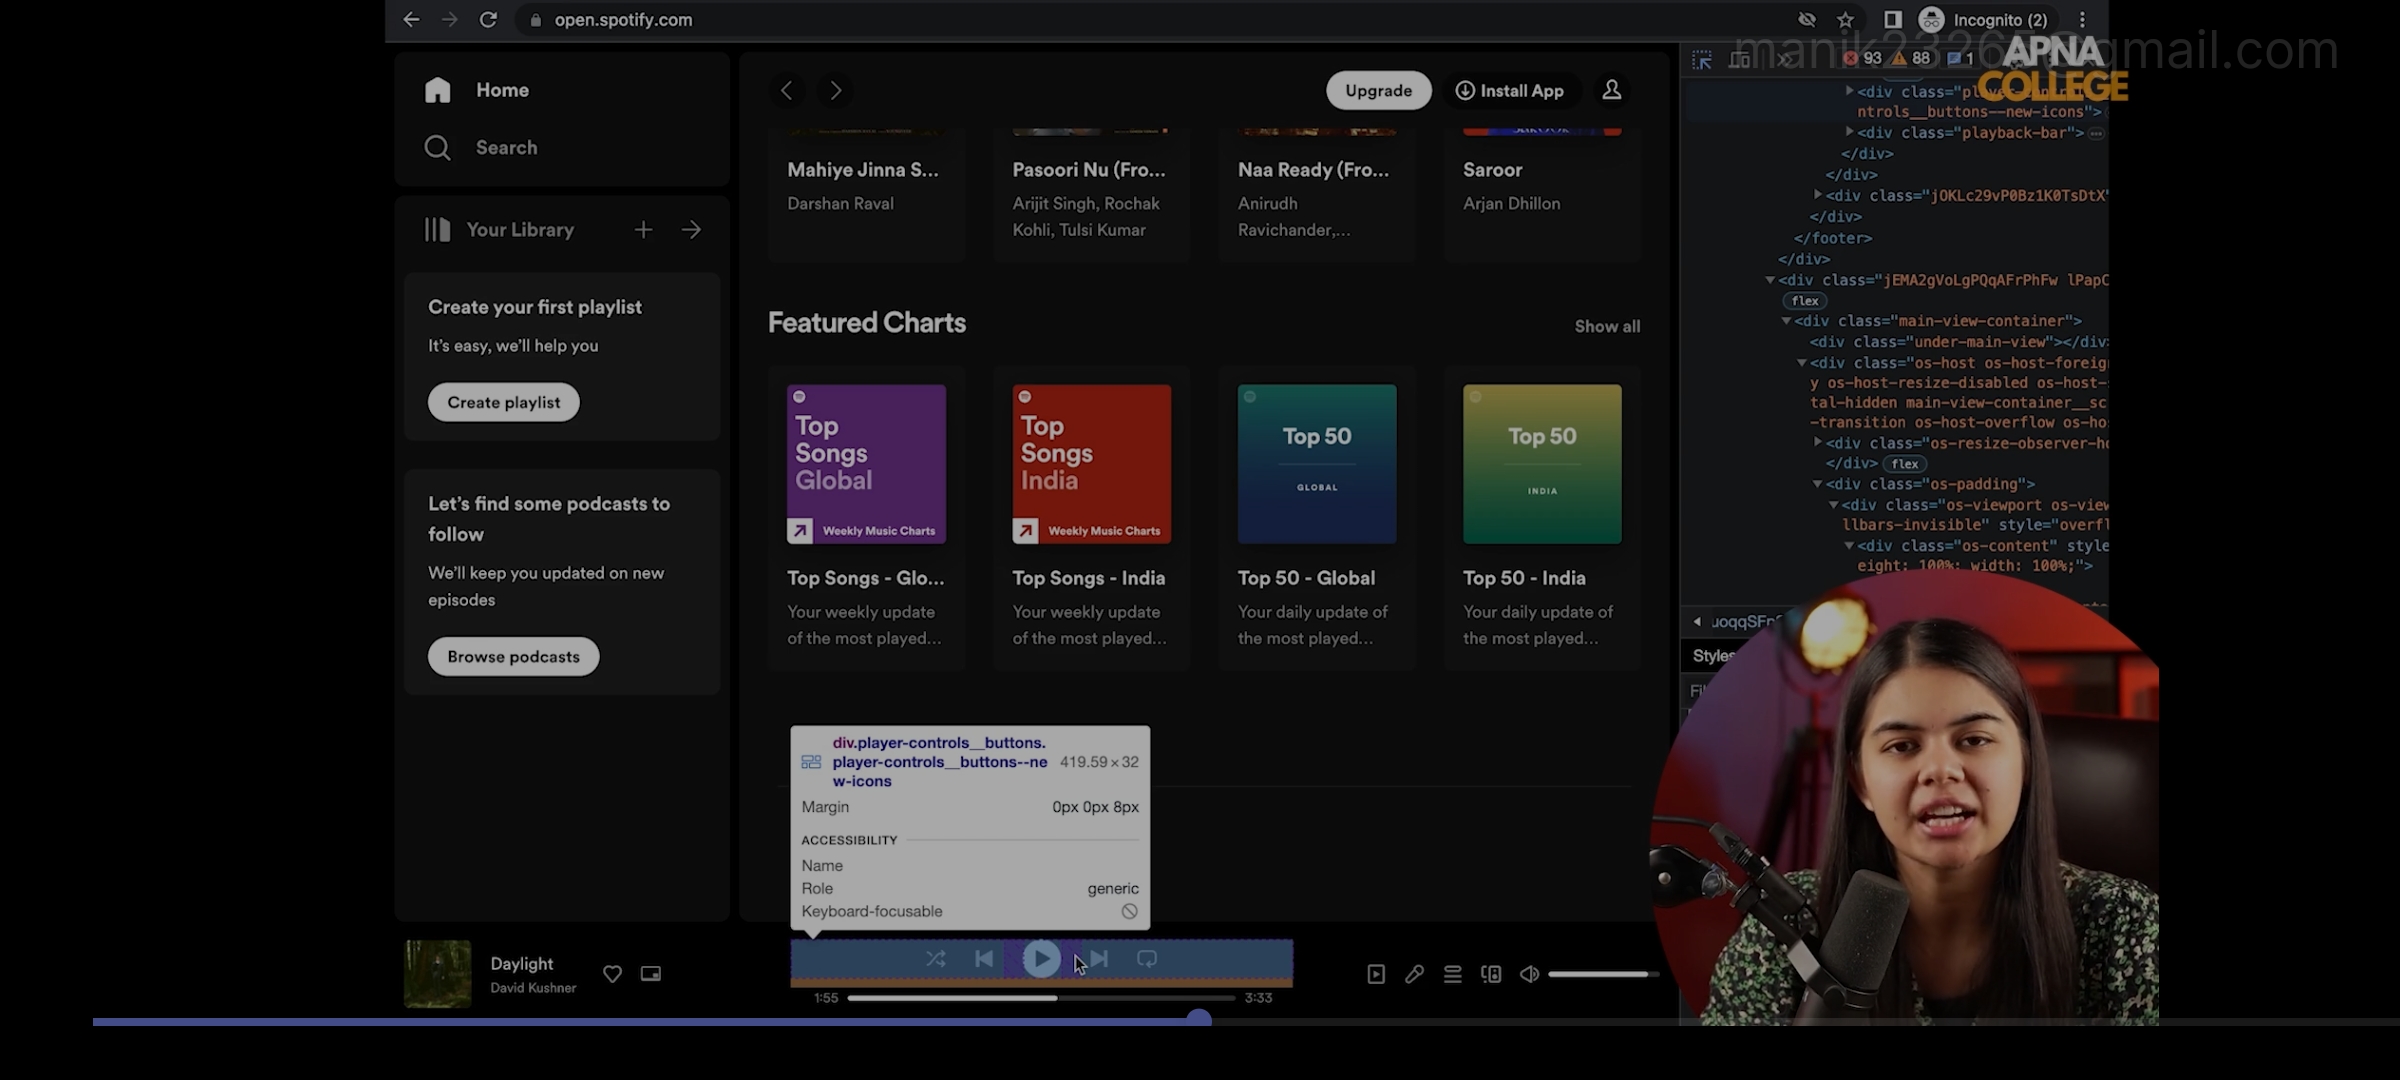 open.spotify.com
Incognito (2)
manik23265@gmail.com
APNA
COLLEGE
93
88
1
Home
Search
Your Library
Create your first playlist
It's easy, we'll help you
Create playlist
Let's find some podcasts to
follow
We'll keep you updated on new
episodes
Browse podcasts
Upgrade
Install App
Mahiye Jinna S...
Darshan Raval
Pasoori Nu (Fro...
Arijit Singh, Rochak
Kohli, Tulsi Kumar
Naa Ready (Fro...
Anirudh
Ravichander,...
Saroor
Arjan Dhillon
Featured Charts
Show all
Top
Songs
Global
Weekly Music Charts
Top Songs - Glo...
Your weekly update
of the most played...
Top
Songs
India
Weekly Music Charts
Top Songs - India
Your weekly update
of the most played...
Top 50
GLOBAL
Top 50 - Global
Your daily update of
the most played...
Top 50
INDIA
Top 50 - India
Your daily update of
the most played...
div.player-controls__buttons.
player-controls__buttons--ne
w-icons
419.59 × 32
Margin 0px 0px 8px
ACCESSIBILITY
Name
Role generic
Keyboard-focusable
Daylight
David Kushner
1:55
3:33
<div class="
ntrols__buttons--new-icons">
<div class="playback-bar">
</div>
</div>
<div class="jOKLc29vP0Bz1K0TsDtX"
</div>
</footer>
</div>
<div class="jEMA2gVoLgPQqAFrPhFw lPapC
flex
<div class="main-view-container">
<div class="under-main-view"></div>
<div class="os-host os-host-foreig
y os-host-resize-disabled os-host-
tal-hidden main-view-container__sc
-transition os-host-overflow os-ho
<div class="os-resize-observer-ho
</div> flex
<div class="os-padding">
<div class="os-viewport os-view
llbars-invisible" style="overfl
<div class="os-content" style
eight: 100%; width: 100%;">
Styles